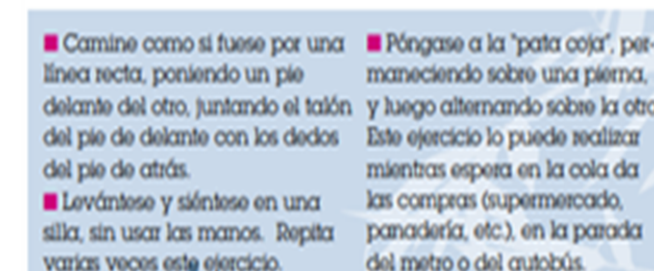 Camine como si fuese por una
línea recta, poniendo un pie
delante del otro, juntando el talón
del pie de delante con los dedos
del pie de atrás.
Levántese y siéntese en una
silla, sin usar las manos. Repita
varias veces este ejercicio.
Póngase a la "pata coja", per-
maneciendo sobre una pierna,
y luego alternando sobre la otra
Este ejercicio lo puede realizar
mientras espera en la cola da
las compras (supermercado,
panadería, etc.), en la parada
del metro o del autobús.